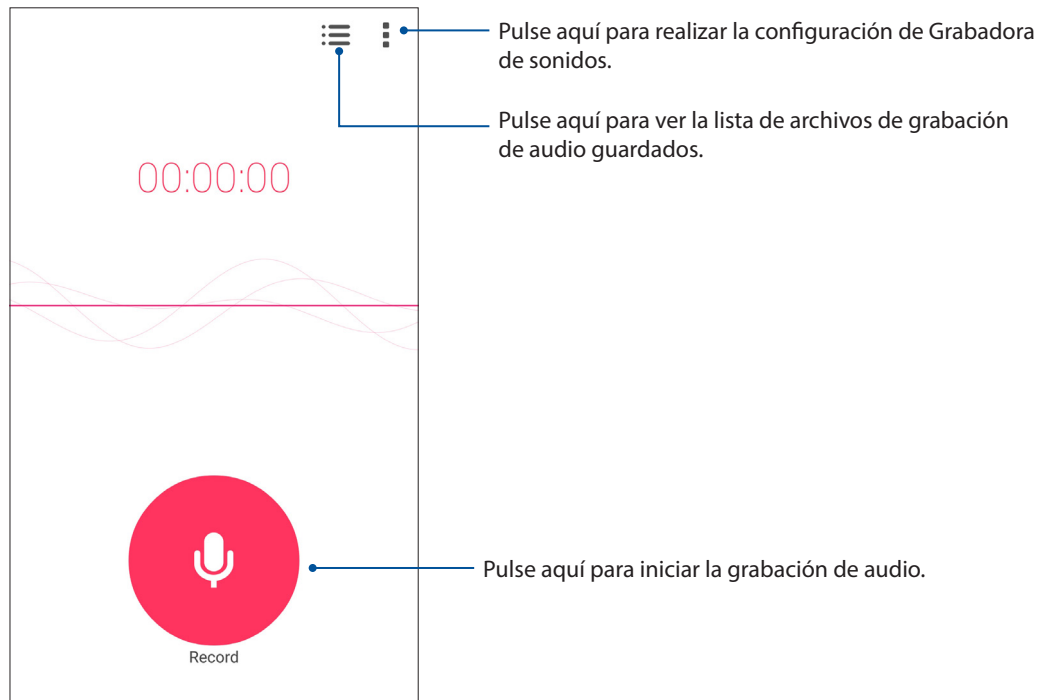 Pulse aquí para realizar la configuración de Grabadora
de sonidos.
Pulse aquí para ver la lista de archivos de grabación
de audio guardados.
00:00:00
Pulse aquí para iniciar la grabación de audio.
Record